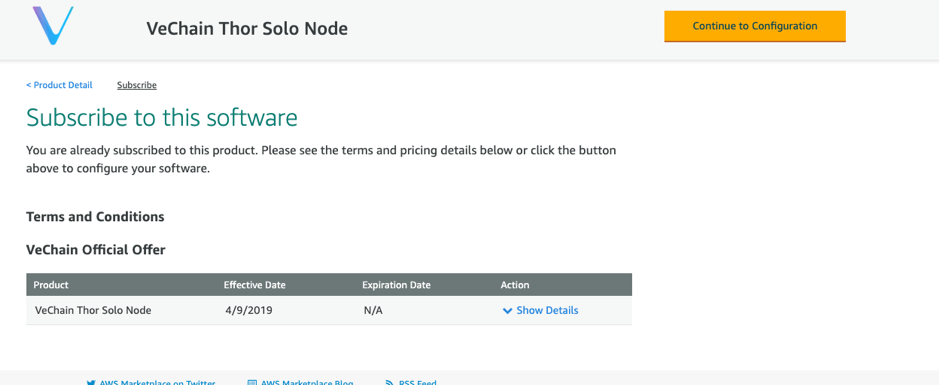 VeChain Thor Solo Node
Continue to Configuration
< Product Detail
Subscribe
Subscribe to this software
You are already subscribed to this product. Please see the terms and pricing details below or click the button
above to configure your software.
Terms and Conditions
VeChain Official Offer
Product Effective Date Expiration Date Action
VeChain Thor Solo Node 4/9/2019 N/A Show Details
AWS Marketplace on Twitter AWS Marketplace Blog RSS Feed